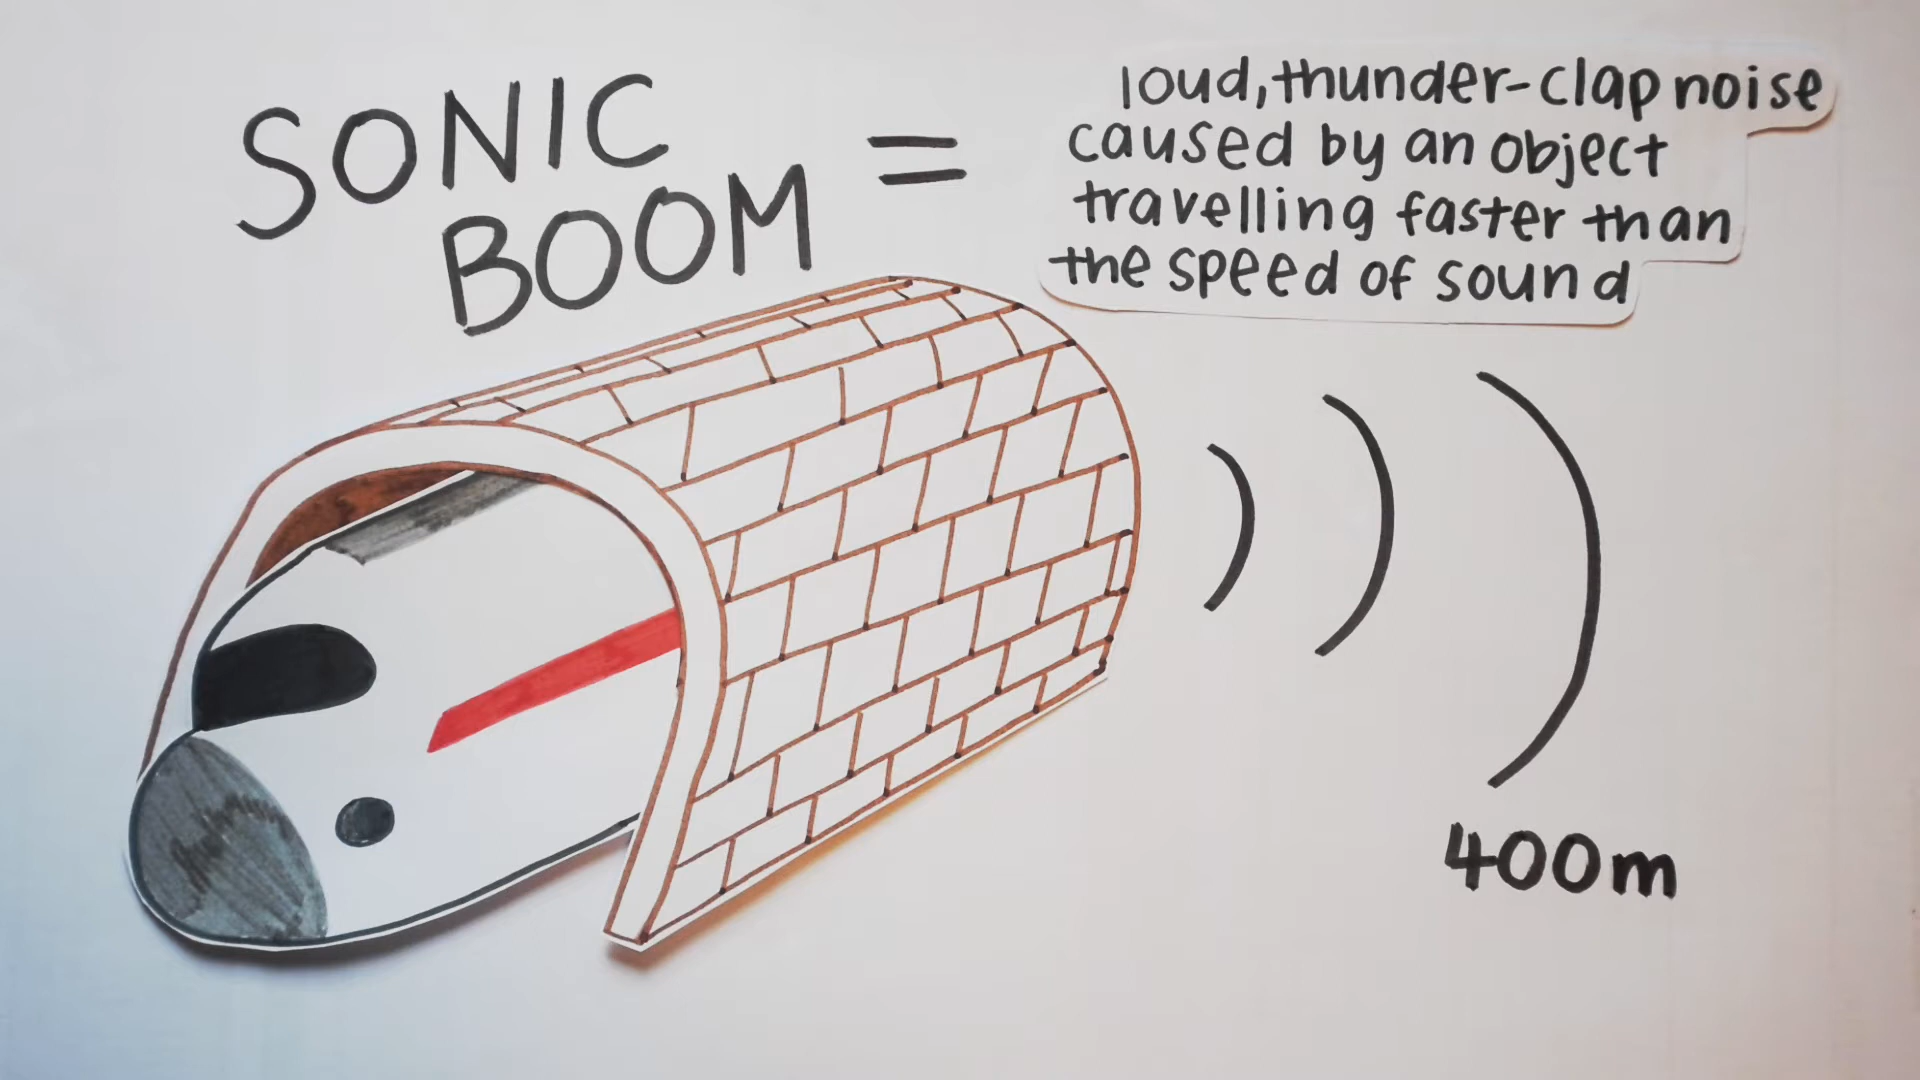 SONIC
BOOM
=
loud, thunder-clap noise
caused by an object
travelling faster than
the speed of sound
400m